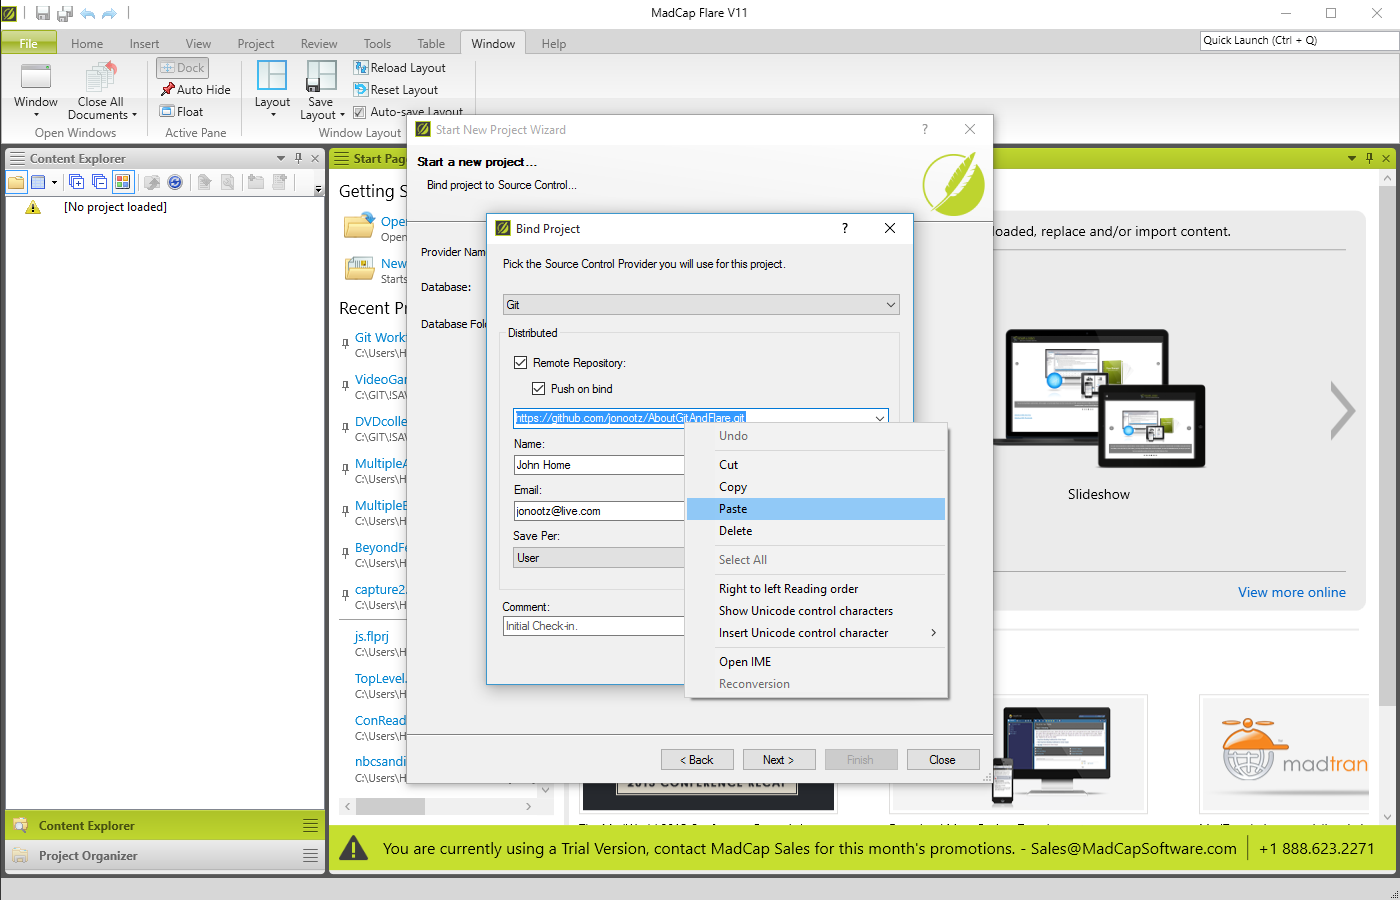 MadCap Flare V11
File
Home
Insert
View
Project
Review
Tools
Table
Window
Help
Quick Launch (Ctrl + Q)
Window
Close All
Documents
Open Windows
Dock
Auto Hide
Float
Active Pane
Layout
Save
Layout
Reload Layout
Reset Layout
Auto-save Layout
Window Layout
Content Explorer
[No project loaded]
Content Explorer
Project Organizer
Start Pag
Getting S
Open
Open
New
Starts
Recent Pr
Git Work
C:\Users\H
VideoGar
C:\GIT\!SA
DVDcolle
C:\GIT\!SA
MultipleA
C:\Users\H
MultipleB
C:\Users\H
BeyondFe
C:\Users\H
capture2.
C:\Users\H
js.flprj
C:\Users\H
TopLevel.
C:\Users\H
ConRead
C:\Users\H
nbcsandi
C:\Users\H
Start New Project Wizard
?
Start a new project...
Bind project to Source Control...
Provider Nam
Database:
Database Fold
< Back
Next >
Finish
Close
Bind Project
?
Pick the Source Control Provider you will use for this project.
Git
Distributed
Remote Repository:
Push on bind
https://github.com/jonootz/AboutGitAndFlare.git
Name:
John Home
Email:
jonootz@live.com
Save Per:
User
Comment:
Initial Check-in.
Undo
Cut
Copy
Paste
Delete
Select All
Right to left Reading order
Show Unicode control characters
Insert Unicode control character
Open IME
Reconversion
loaded, replace and/or import content.
Slideshow
View more online
2015 CONFERENCE RECAP
madtran
You are currently using a Trial Version, contact MadCap Sales for this month's promotions. - Sales@MadCapSoftware.com
+1 888.623.2271